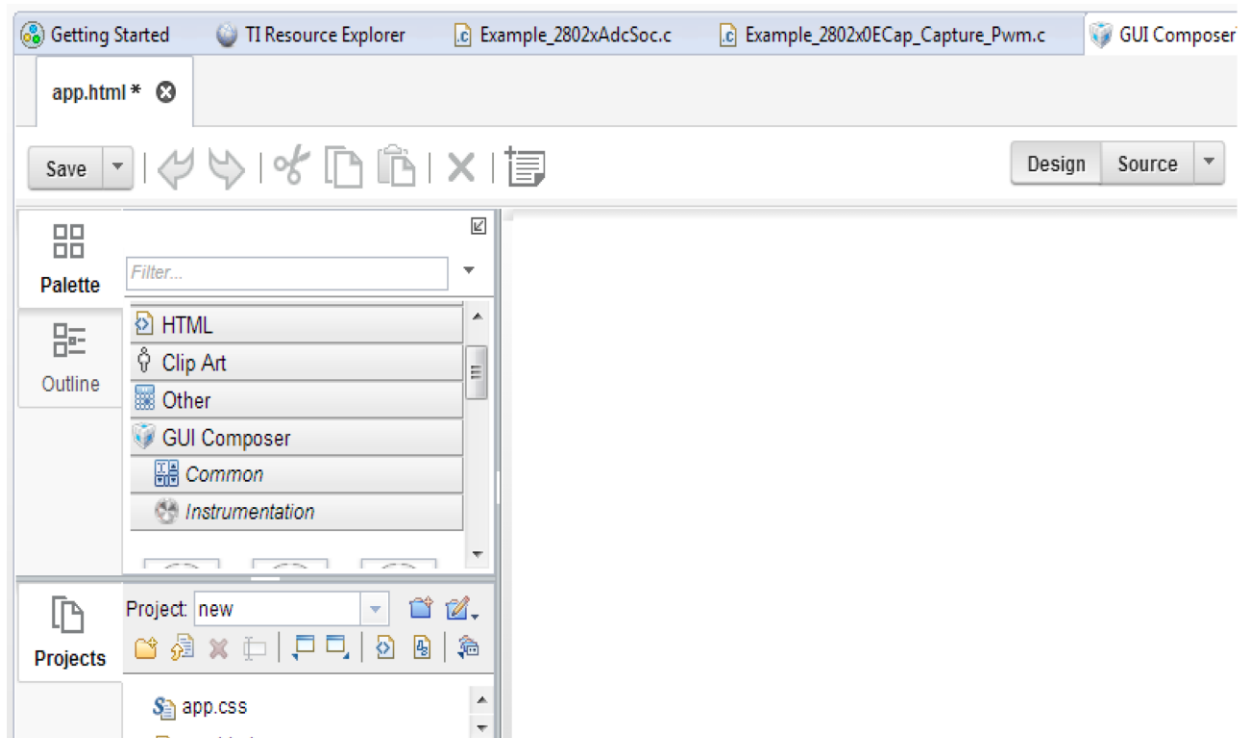 Getting Started TI Resource Explorer Example_2802xAdcSoc.c Example_2802x0ECap_Capture_Pwm.c GUI Composer
app.html *
Save Design Source
Palette
Filter...
HTML
Clip Art
Outline
Other
GUI Composer
Common
Instrumentation
Project: new
Projects
app.css